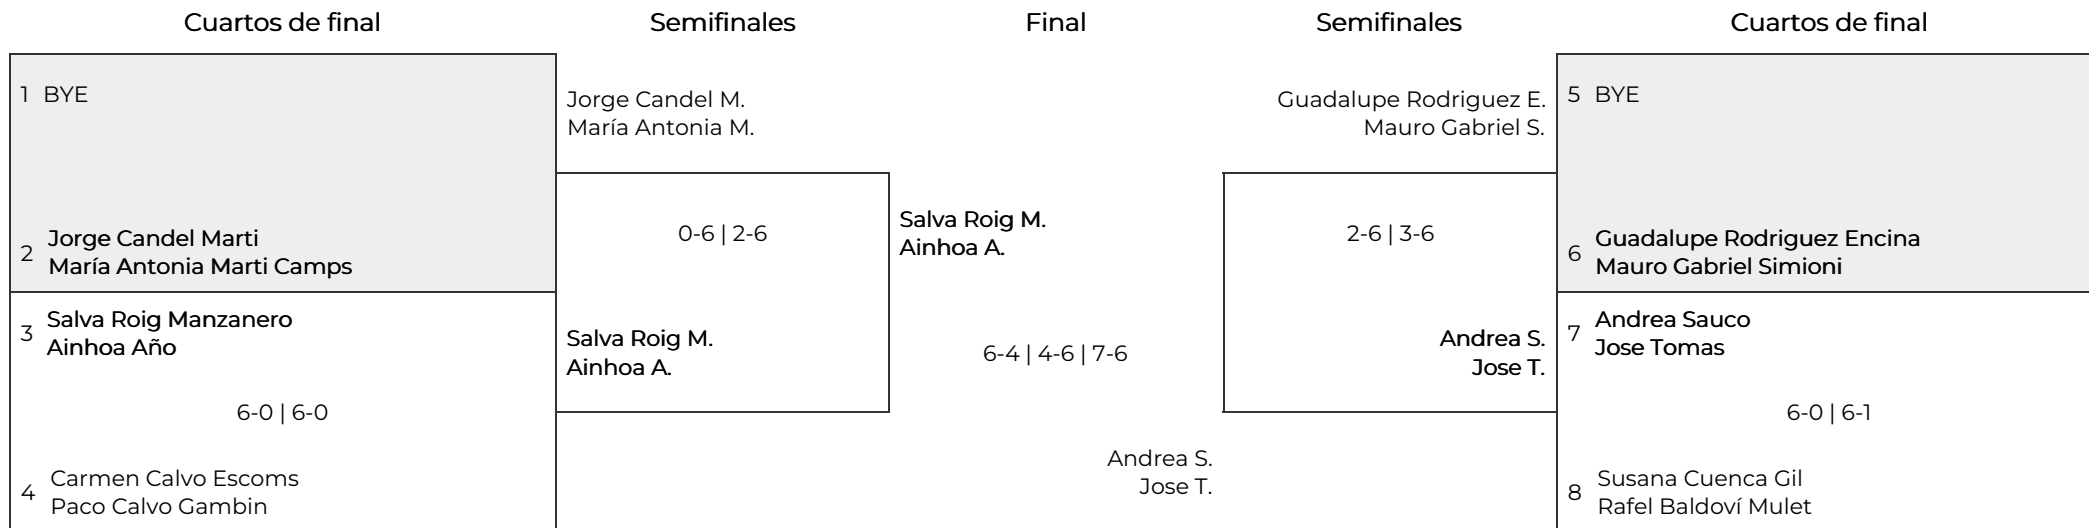 Cuartos de final
Semifinales
Final
Semifinales
Cuartos de final
1 BYE
2 Jorge Candel Marti
María Antonia Marti Camps
3 Salva Roig Manzanero
Ainhoa Año
6-0 | 6-0
4 Carmen Calvo Escoms
Paco Calvo Gambin
Jorge Candel M.
María Antonia M.
0-6 | 2-6
Salva Roig M.
Ainhoa A.
Salva Roig M.
Ainhoa A.
6-4 | 4-6 | 7-6
Andrea S.
Jose T.
Guadalupe Rodriguez E.
Mauro Gabriel S.
2-6 | 3-6
Andrea S.
Jose T.
5 BYE
6 Guadalupe Rodriguez Encina
Mauro Gabriel Simioni
7 Andrea Sauco
Jose Tomas
6-0 | 6-1
8 Susana Cuenca Gil
Rafel Baldoví Mulet